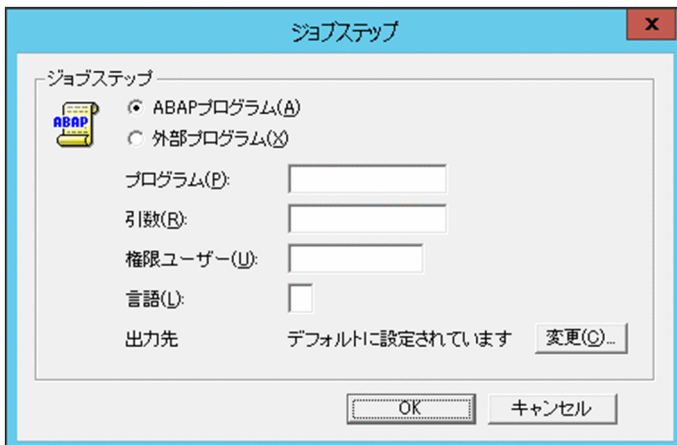 ジョブステップ
x
ジョブステップ
ABAP
ABAPプログラム(A)
外部プログラム(X)
プログラム(P):
引数(R):
権限ユーザー(U):
言語(L):
出力先 デフォルトに設定されています 変更(C)...
OK キャンセル